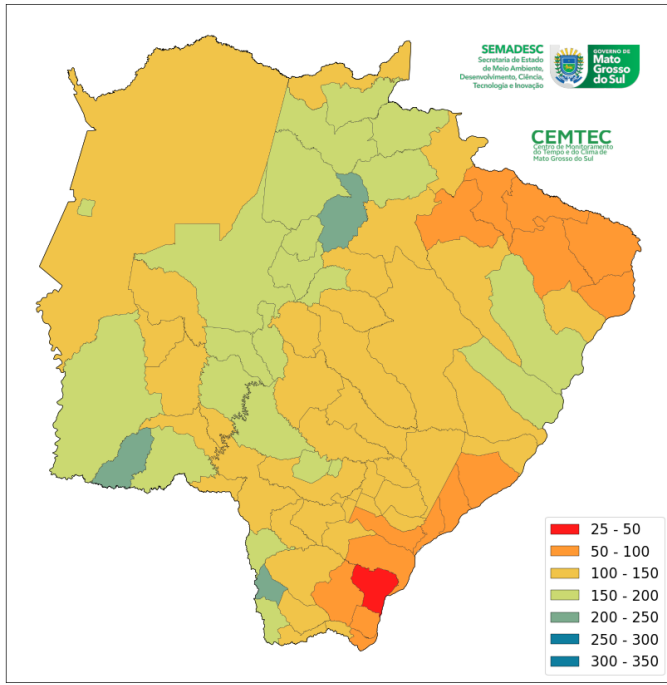 SEMADESC
Secretaria de Estado
de Meio Ambiente,
Desenvolvimento, Ciência,
Tecnologia e Inovação
GOVERNO DE
Mato
Grosso
do Sul
CEMTEC
Centro de Monitoramento
do Tempo e do Clima de
Mato Grosso do Sul
25 - 50
50 - 100
100 - 150
150 - 200
200 - 250
250 - 300
300 - 350